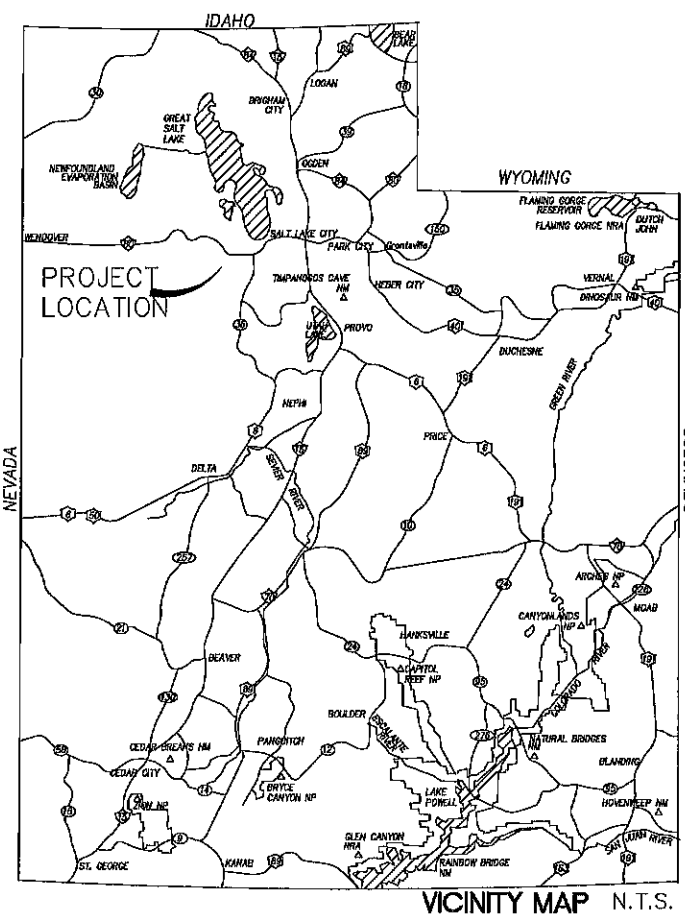 IDAHO
BEAR
LAKE
LOGAN
BRIGHAM
CITY
GREAT
SALT
LAKE
NEWFOUNDLAND
EVAPORATION
BASIN
OGDEN
WYOMING
FLAMING GORGE
RESERVOIR
DUTCH
JOHN
FLAMING GORGE NRA
WENDOVER
SALT LAKE CITY
PARK CITY
Grantsville
PROJECT
LOCATION
TIMPANOGOS CAVE
NM
HEBER CITY
VERNAL
DINOSAUR NM
PROVO
DUCHESNE
GREEN RIVER
NEPHI
PRICE
SEVIER
RIVER
DELTA
NEVADA
ARCHES NP
MOAB
CANYONLANDS
NP
HANKSVILLE
CAPITOL
REEF NP
COLORADO
RIVER
BEAVER
BOULDER
ESCALANTE
RIVER
NATURAL BRIDGES
NM
BLANDING
CEDAR BREAKS NM
PANGUITCH
CEDAR CITY
BRYCE
CANYON NP
LAKE
POWELL
HOVENWEEP NM
SAN JUAN RIVER
GLEN CANYON
NRA
RAINBOW BRIDGE
NM
ST. GEORGE
KANAB
VICINITY MAP N.T.S.